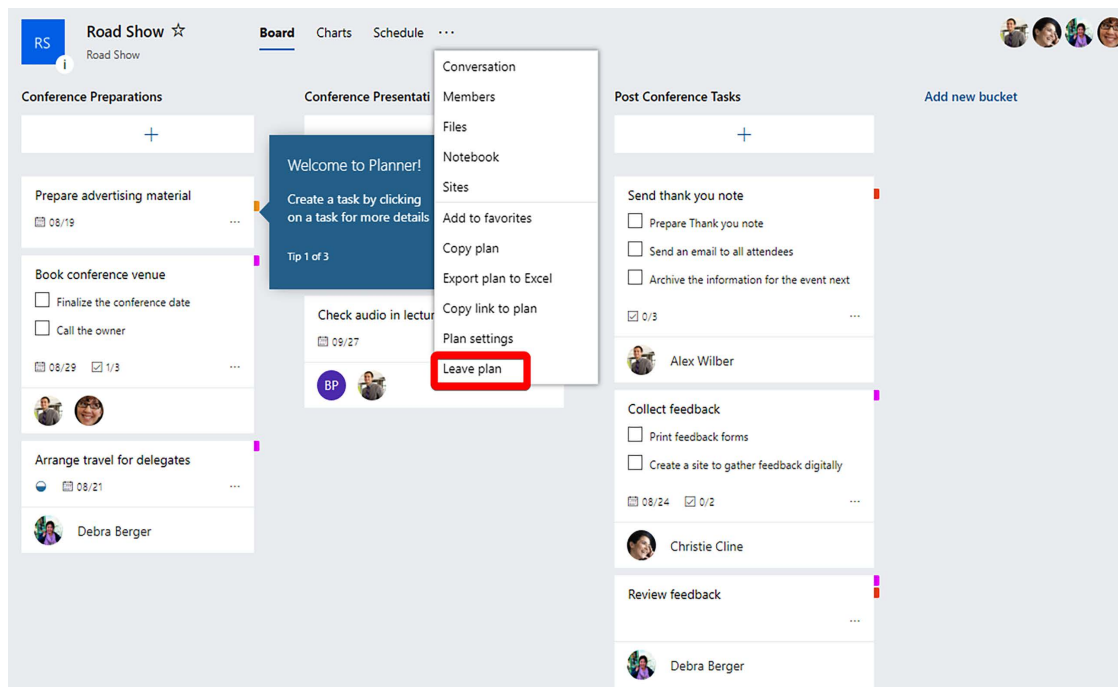 RS
i
Road Show
Road Show
Board
Charts
Schedule
Conversation
Members
Files
Notebook
Sites
Add to favorites
Copy plan
Export plan to Excel
Copy link to plan
Plan settings
Leave plan
Conference Preparations
Prepare advertising material
08/19
...
Book conference venue
Finalize the conference date
Call the owner
08/29 1/3
...
Arrange travel for delegates
08/21
...
Debra Berger
Conference Presentati
Welcome to Planner!
Create a task by clicking
on a task for more details
Tip 1 of 3
Check audio in lectur
09/27
BP
Post Conference Tasks
Send thank you note
Prepare Thank you note
Send an email to all attendees
Archive the information for the event next
0/3
...
Alex Wilber
Collect feedback
Print feedback forms
Create a site to gather feedback digitally
08/24 0/2
...
Christie Cline
Review feedback
...
Debra Berger
Add new bucket